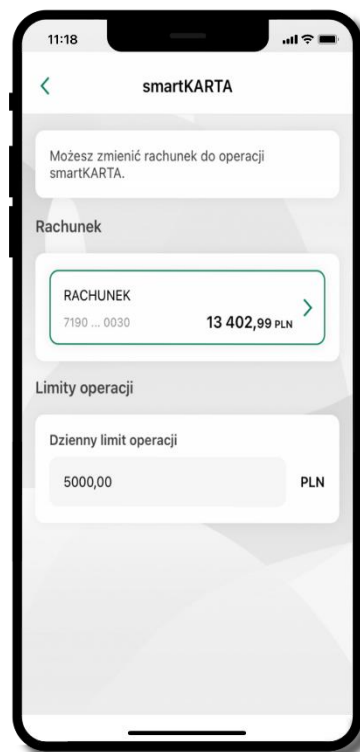 11:18
smartKARTA
Możesz zmienić rachunek do operacji
smartKARTA.
Rachunek
RACHUNEK
7190 ... 0030
13 402,99 PLN
Limity operacji
Dzienny limit operacji
5000,00
PLN